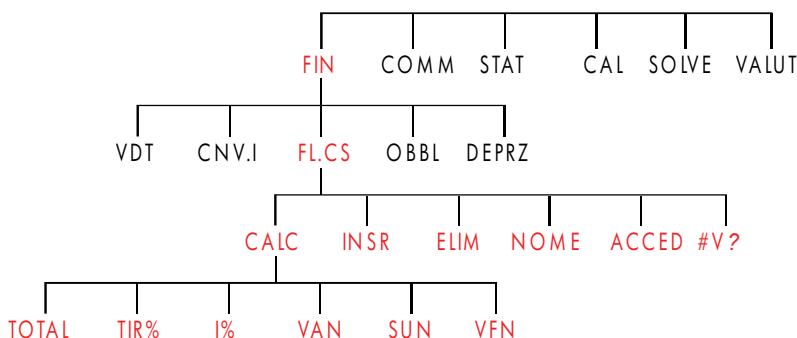 FIN COMM STAT CAL SOLVE VALUT
VDT CNV.I FL.CS OBBL DEPRZ
CALC INSR ELIM NOME ACCED #V?
TOTAL TIR% I% VAN SUN VFN